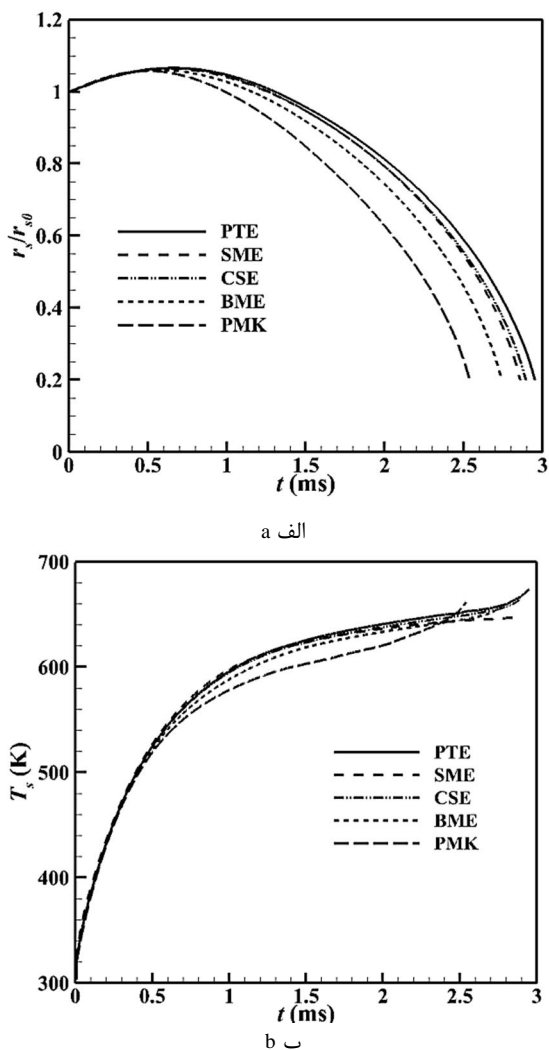 1.2
1
0.8
0.6
0.4
0.2
0
r_s/r_s0
PTE
SME
CSE
BME
PMK
0 0.5 1 1.5 2 2.5 3
t (ms)
الف a
700
600
500
400
300
T_s (K)
PTE
SME
CSE
BME
PMK
0 0.5 1 1.5 2 2.5 3
t (ms)
ب b